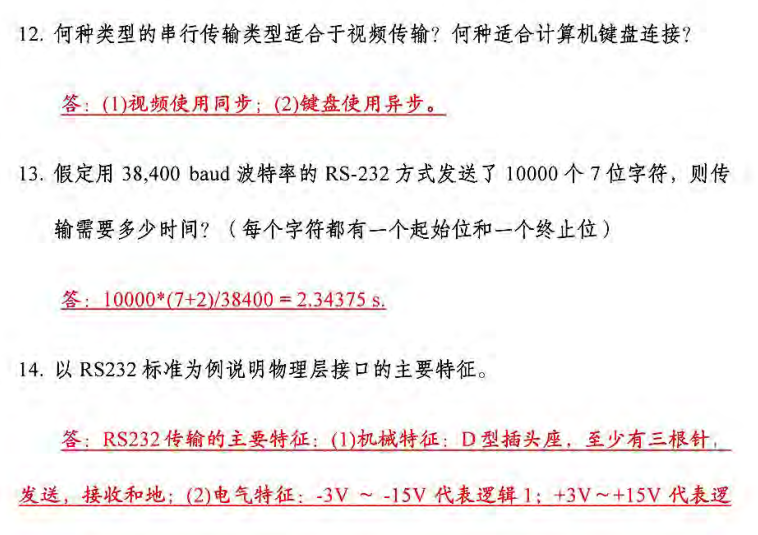 12. 何种类型的串行传输类型适合于视频传输？何种适合计算机键盘连接？
答：(1)视频使用同步；(2)键盘使用异步。
13. 假定用 38,400 baud 波特率的 RS-232 方式发送了 10000 个 7 位字符，则传
输需要多少时间？（每个字符都有一个起始位和一个终止位）
答：10000*(7+2)/38400 = 2.34375 s.
14. 以 RS232 标准为例说明物理层接口的主要特征。
答：RS232 传输的主要特征：(1)机械特征：D 型插头座，至少有三根针，
发送，接收和地；(2)电气特征：-3V ~ -15V 代表逻辑 1；+3V～+15V 代表逻